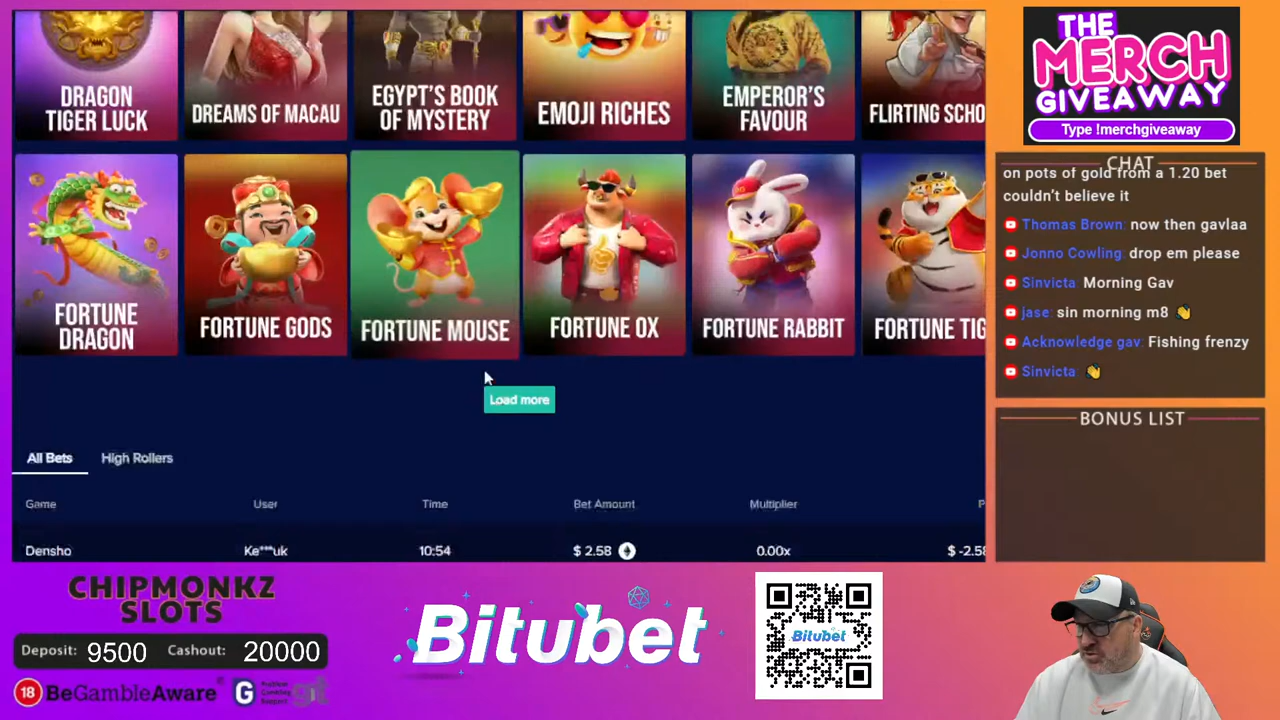 DRAGON
TIGER LUCK
DREAMS OF MACAU
EGYPT'S BOOK
OF MYSTERY
EMOJI RICHES
EMPEROR'S
FAVOUR
FLIRTING SCHO
FORTUNE
DRAGON
FORTUNE GODS
FORTUNE MOUSE
FORTUNE OX
FORTUNE RABBIT
FORTUNE TIG
Load more
All Bets
High Rollers
Game
User
Time
Bet Amount
Multiplier
P
Densho
Ke***uk
10:54
$ 2.58
0.00x
$ -2.58
THE
MERCH
GIVEAWAY
Type !merchgiveaway
CHAT
on pots of gold from a 1.20 bet
couldn't believe it
Thomas Brown: now then gavlaa
Jonno Cowling: drop em please
Sinvicta: Morning Gav
jase: sin morning m8 👋
Acknowledge gav: Fishing frenzy
Sinvicta: 👋
BONUS LIST
CHIPMONKZ
SLOTS
Deposit: 9500
Cashout: 20000
18 BeGambleAware
Bitubet
Bitubet